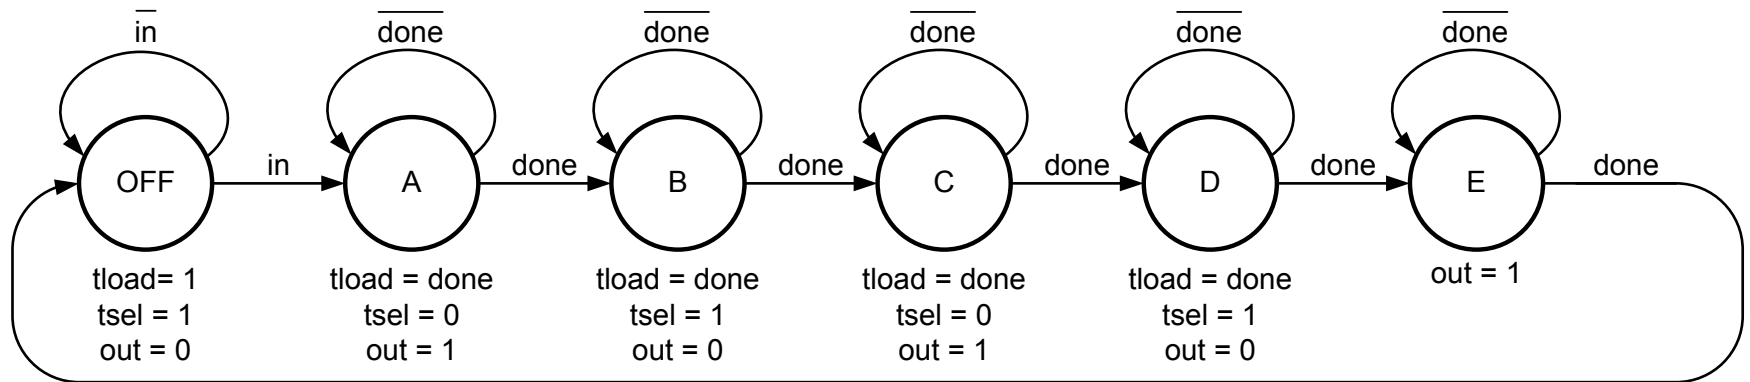 in̅ done̅ done̅ done̅ done̅ done̅
in done done done done done
OFF A B C D E
tload= 1 tload = done tload = done tload = done tload = done out = 1
tsel = 1 tsel = 0 tsel = 1 tsel = 0 tsel = 1
out = 0 out = 1 out = 0 out = 1 out = 0